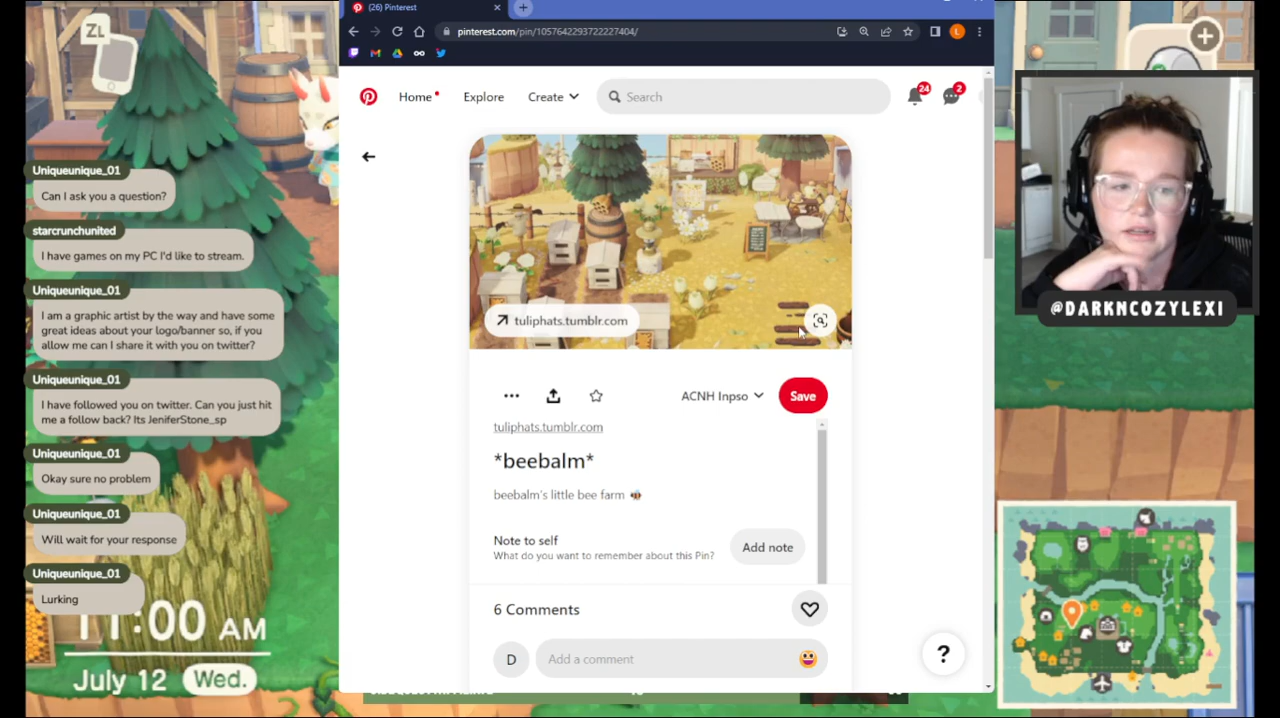 ZL
Uniqueunique_01
Can I ask you a question?
starcrunchunited
I have games on my PC I'd like to stream.
Uniqueunique_01
I am a graphic artist by the way and have some
great ideas about your logo/banner so, if you
allow me can I share it with you on twitter?
Uniqueunique_01
I have followed you on twitter. Can you just hit
me a follow back? Its JeniferStone_sp
Uniqueunique_01
Okay sure no problem
Uniqueunique_01
Will wait for your response
Uniqueunique_01
Lurking
11:00 AM
July 12 Wed.
(26) Pinterest
pinterest.com/pin/1057642293722227404/
L
Home
Explore
Create
Search
24
2
tuliphats.tumblr.com
ACNH Inpso
Save
tuliphats.tumblr.com
*beebalm*
beebalm's little bee farm 🐝
Note to self
What do you want to remember about this Pin?
Add note
6 Comments
D
Add a comment
?
@DARKNCOZYLEXI